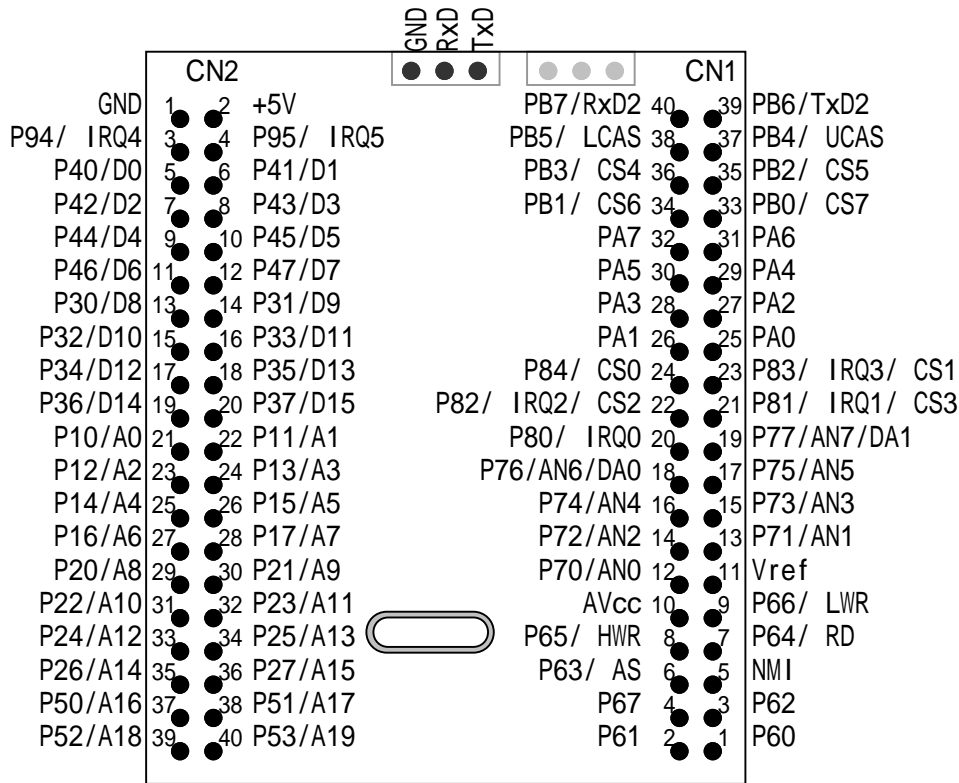 GND RxD TxD
CN2 CN1
GND 1 2 +5V PB7/RxD2 40 39 PB6/TxD2
P94/ IRQ4 3 4 P95/ IRQ5 PB5/ LCAS 38 37 PB4/ UCAS
P40/D0 5 6 P41/D1 PB3/ CS4 36 35 PB2/ CS5
P42/D2 7 8 P43/D3 PB1/ CS6 34 33 PB0/ CS7
P44/D4 9 10 P45/D5 PA7 32 31 PA6
P46/D6 11 12 P47/D7 PA5 30 29 PA4
P30/D8 13 14 P31/D9 PA3 28 27 PA2
P32/D10 15 16 P33/D11 PA1 26 25 PA0
P34/D12 17 18 P35/D13 P84/ CS0 24 23 P83/ IRQ3/ CS1
P36/D14 19 20 P37/D15 P82/ IRQ2/ CS2 22 21 P81/ IRQ1/ CS3
P10/A0 21 22 P11/A1 P80/ IRQ0 20 19 P77/AN7/DA1
P12/A2 23 24 P13/A3 P76/AN6/DA0 18 17 P75/AN5
P14/A4 25 26 P15/A5 P74/AN4 16 15 P73/AN3
P16/A6 27 28 P17/A7 P72/AN2 14 13 P71/AN1
P20/A8 29 30 P21/A9 P70/AN0 12 11 Vref
P22/A10 31 32 P23/A11 AVcc 10 9 P66/ LWR
P24/A12 33 34 P25/A13 P65/ HWR 8 7 P64/ RD
P26/A14 35 36 P27/A15 P63/ AS 6 5 NMI
P50/A16 37 38 P51/A17 P67 4 3 P62
P52/A18 39 40 P53/A19 P61 2 1 P60